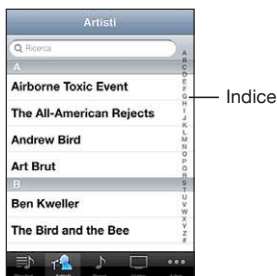 Artisti
Ricerca
A
Airborne Toxic Event
The All-American Rejects
Andrew Bird
Art Brut
B
Ben Kweller
The Bird and the Bee
A
B
C
D
E
F
G
H
I
J
K
L
M
N
O
P
Q
R
S
T
U
V
W
X
Y
Z
#
Indice
Artisti